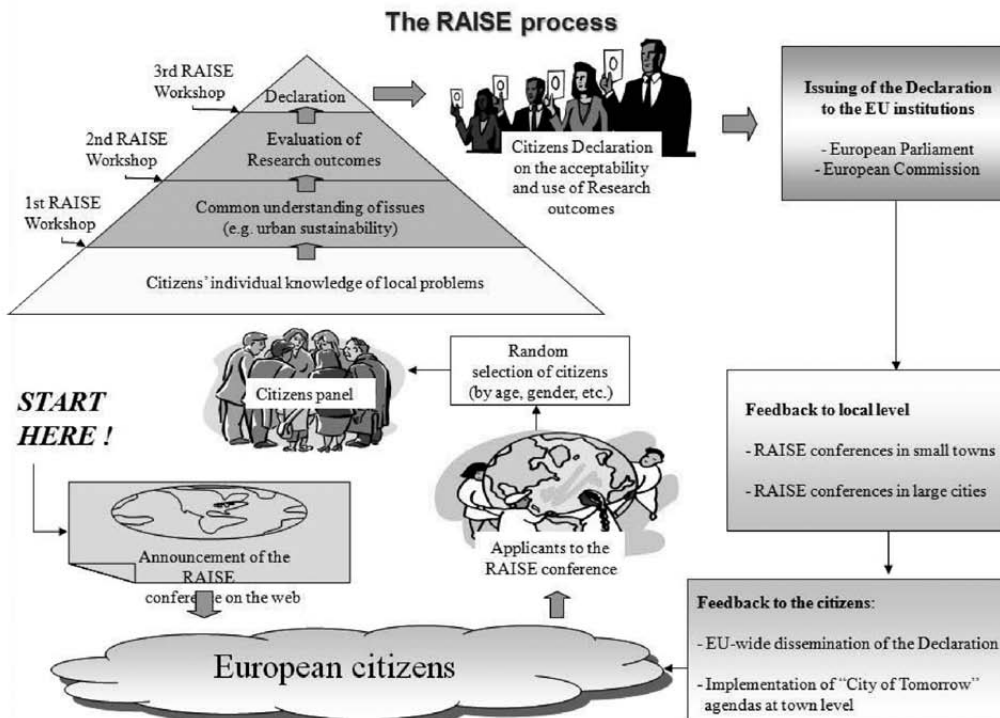 The RAISE process
3rd RAISE
Workshop
Declaration
2nd RAISE
Workshop
Evaluation of
Research outcomes
1st RAISE
Workshop
Common understanding of issues
(e.g. urban sustainability)
Citizens' individual knowledge of local problems
Citizens Declaration
on the acceptability
and use of Research
outcomes
Issuing of the Declaration
to the EU institutions
- European Parliament
- European Commission
Random
selection of citizens
(by age, gender, etc.)
Citizens panel
START
HERE !
Announcement of the
RAISE
conference on the web
Applicants to the
RAISE conference
European citizens
Feedback to local level
- RAISE conferences in small towns
- RAISE conferences in large cities
Feedback to the citizens:
- EU-wide dissemination of the Declaration
- Implementation of "City of Tomorrow"
agendas at town level